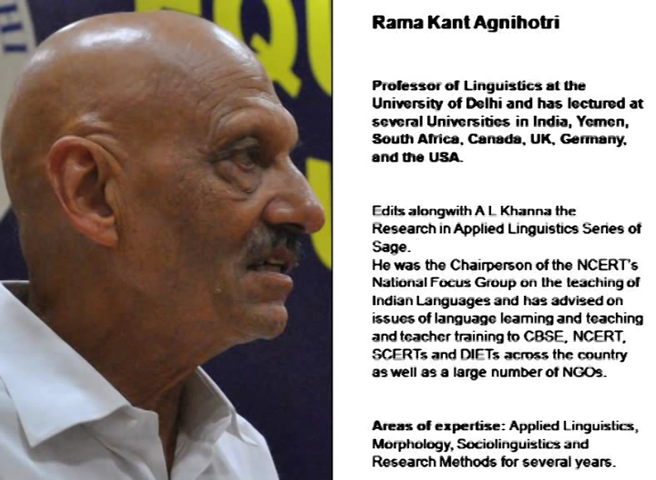 Rama Kant Agnihotri
Professor of Linguistics at the
University of Delhi and has lectured at
several Universities in India, Yemen,
South Africa, Canada, UK, Germany,
and the USA.
Edits alongwith A L Khanna the
Research in Applied Linguistics Series of
Sage.
He was the Chairperson of the NCERT's
National Focus Group on the teaching of
Indian Languages and has advised on
issues of language learning and teaching
and teacher training to CBSE, NCERT,
SCERTs and DIETs across the country
as well as a large number of NGOs.
Areas of expertise: Applied Linguistics,
Morphology, Sociolinguistics and
Research Methods for several years.